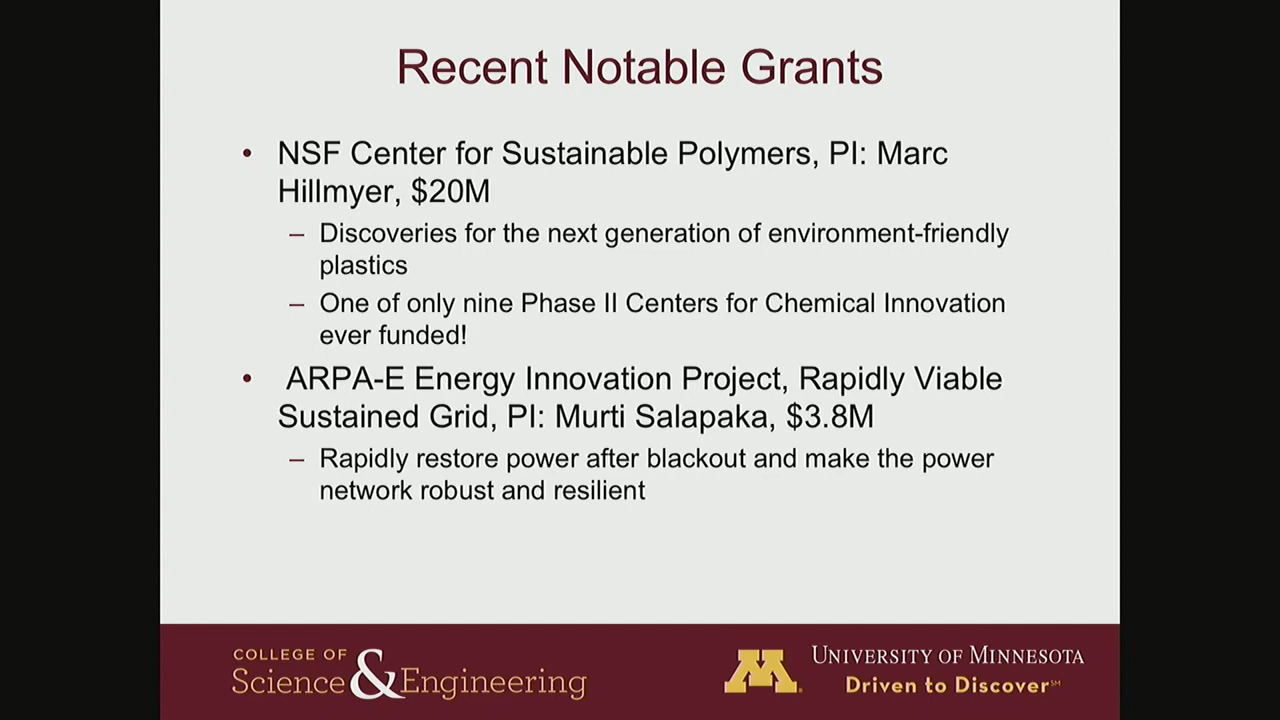 Recent Notable Grants
• NSF Center for Sustainable Polymers, PI: Marc
Hillmyer, $20M
– Discoveries for the next generation of environment-friendly
plastics
– One of only nine Phase II Centers for Chemical Innovation
ever funded!
• ARPA-E Energy Innovation Project, Rapidly Viable
Sustained Grid, PI: Murti Salapaka, $3.8M
– Rapidly restore power after blackout and make the power
network robust and resilient
COLLEGE OF
Science & Engineering
M
UNIVERSITY OF MINNESOTA
Driven to Discover℠